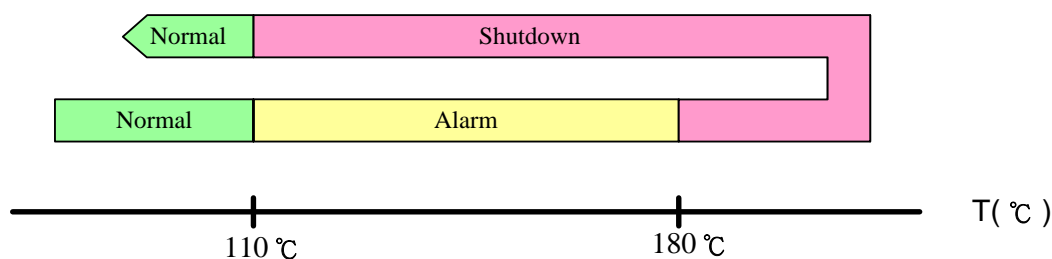 Normal Shutdown
Normal Alarm
T( ℃ )
110 ℃ 180 ℃